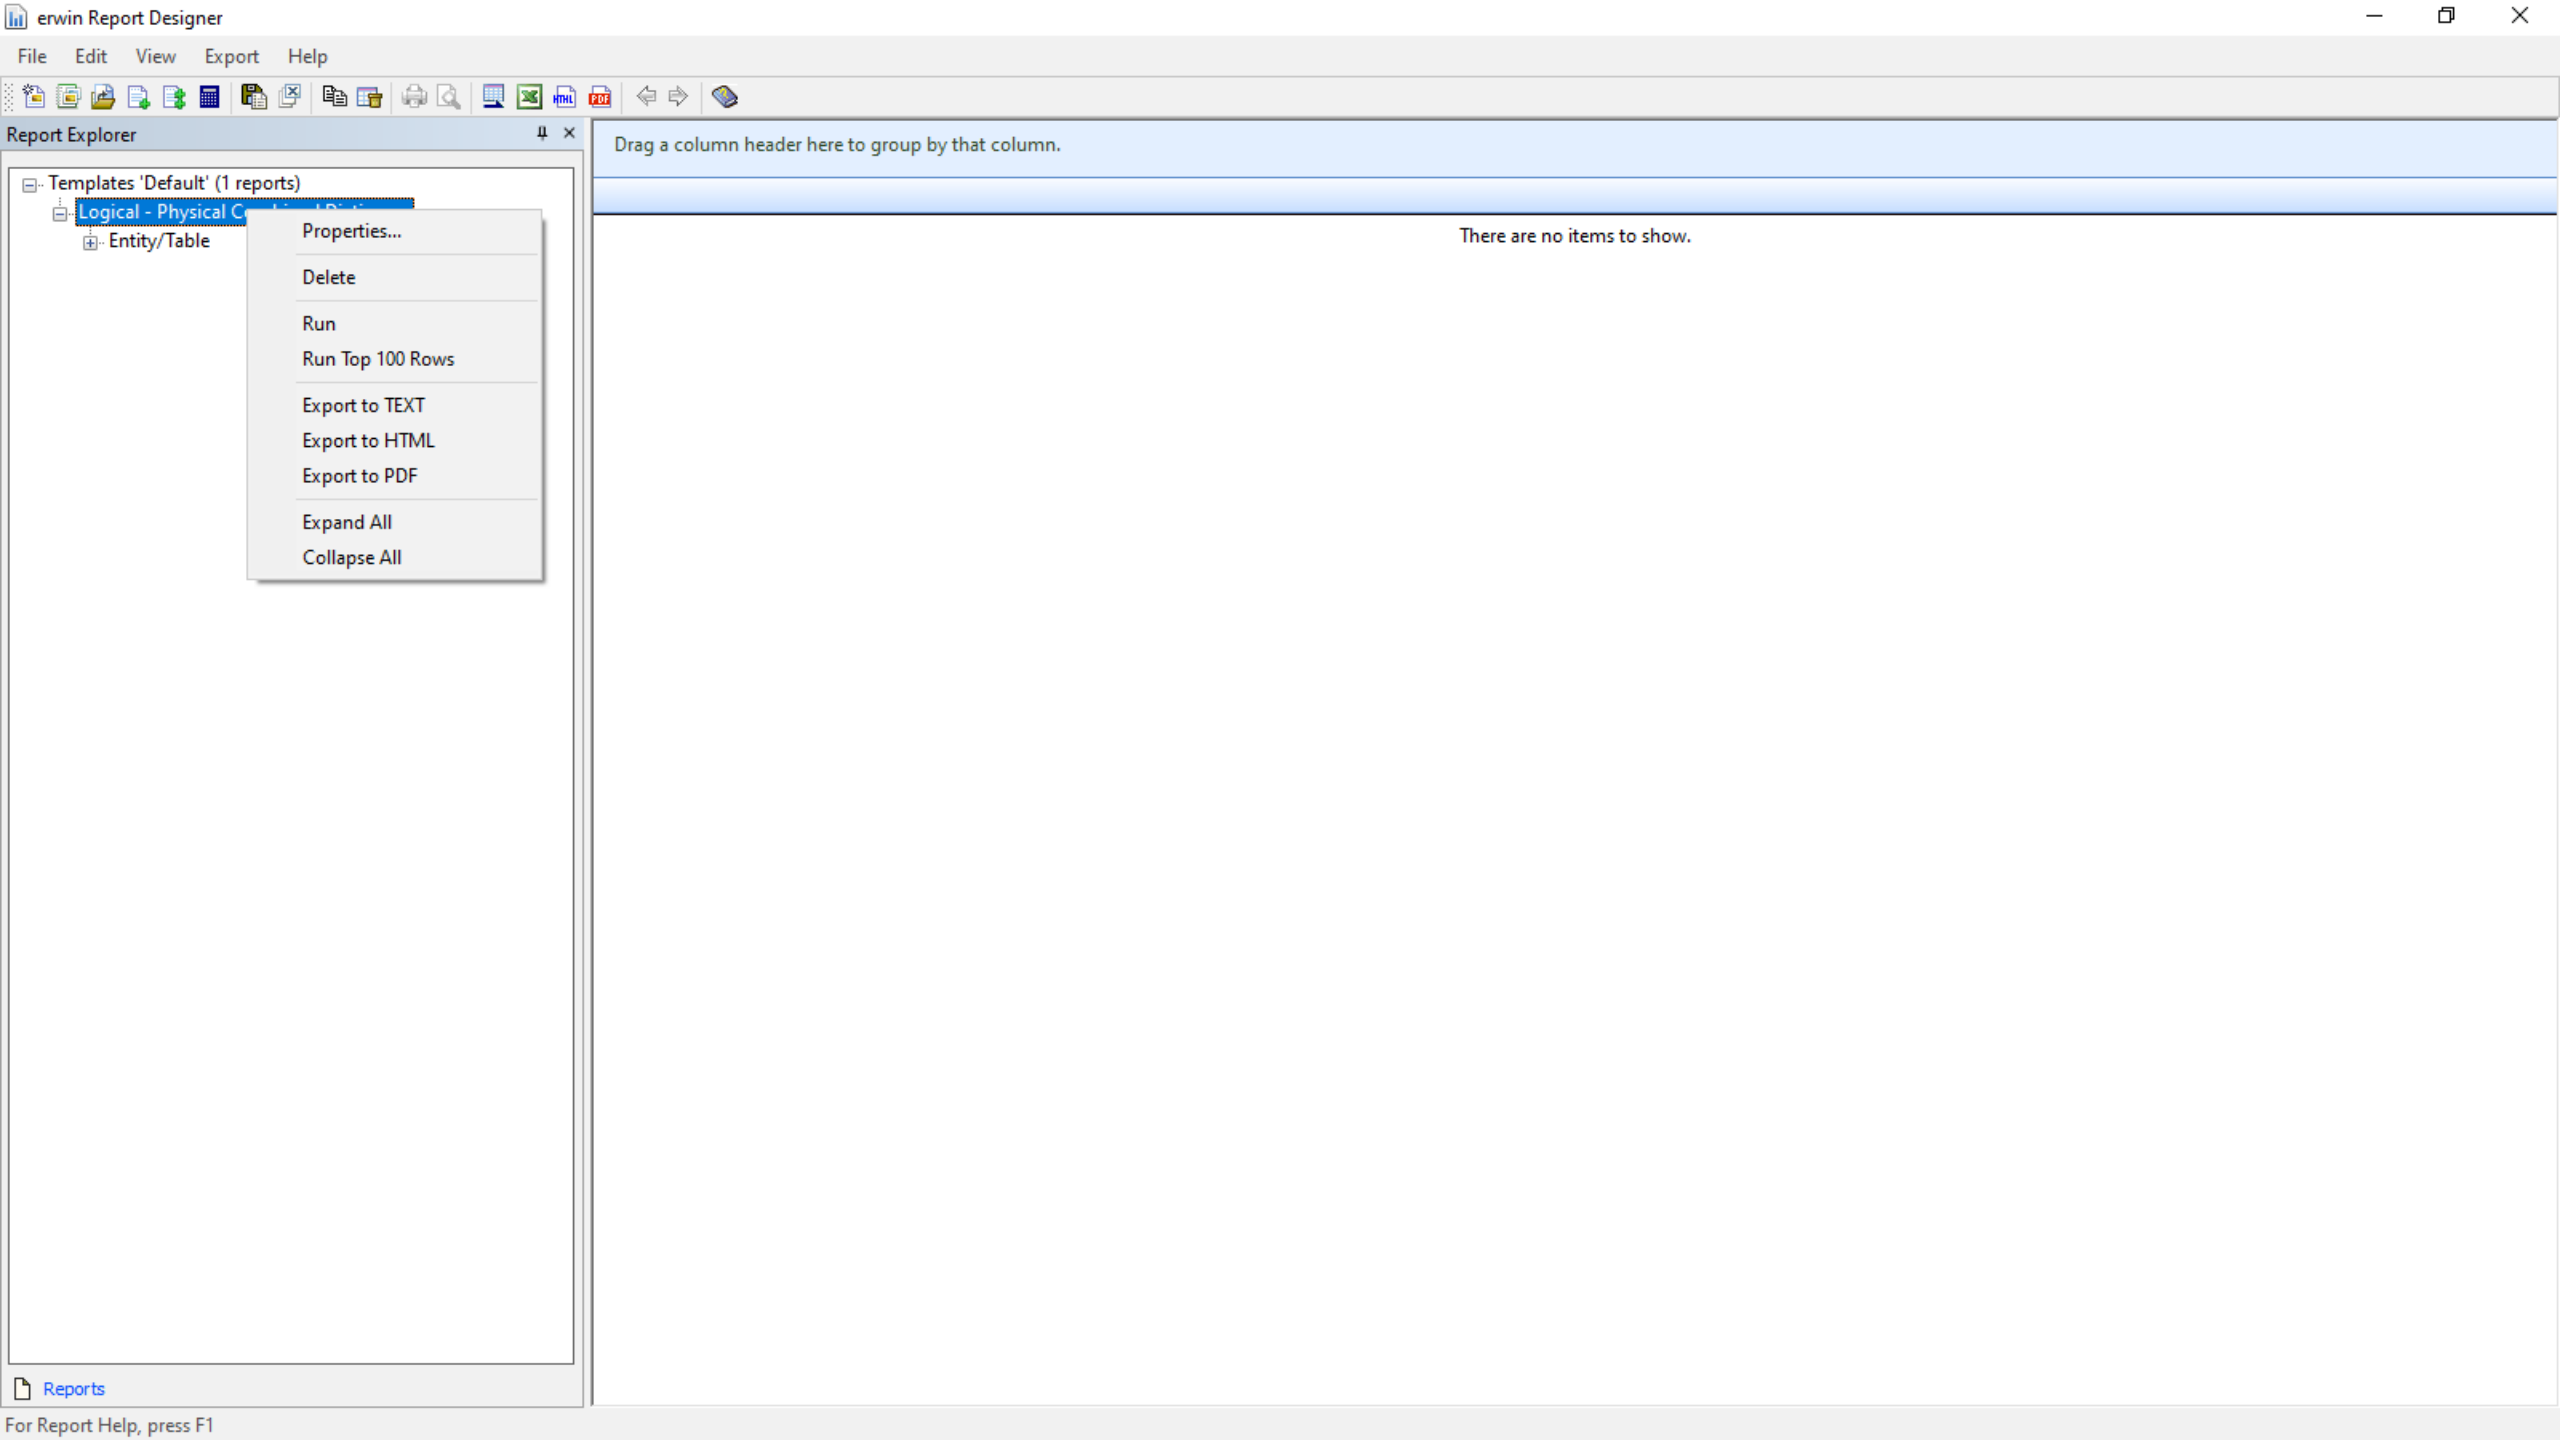 erwin Report Designer
File Edit View Export Help
HTML PDF
Report Explorer
Drag a column header here to group by that column.
Templates 'Default' (1 reports)
Logical - Physical
Entity/Table
There are no items to show.
Properties...
Delete
Run
Run Top 100 Rows
Export to TEXT
Export to HTML
Export to PDF
Expand All
Collapse All
Reports
For Report Help, press F1